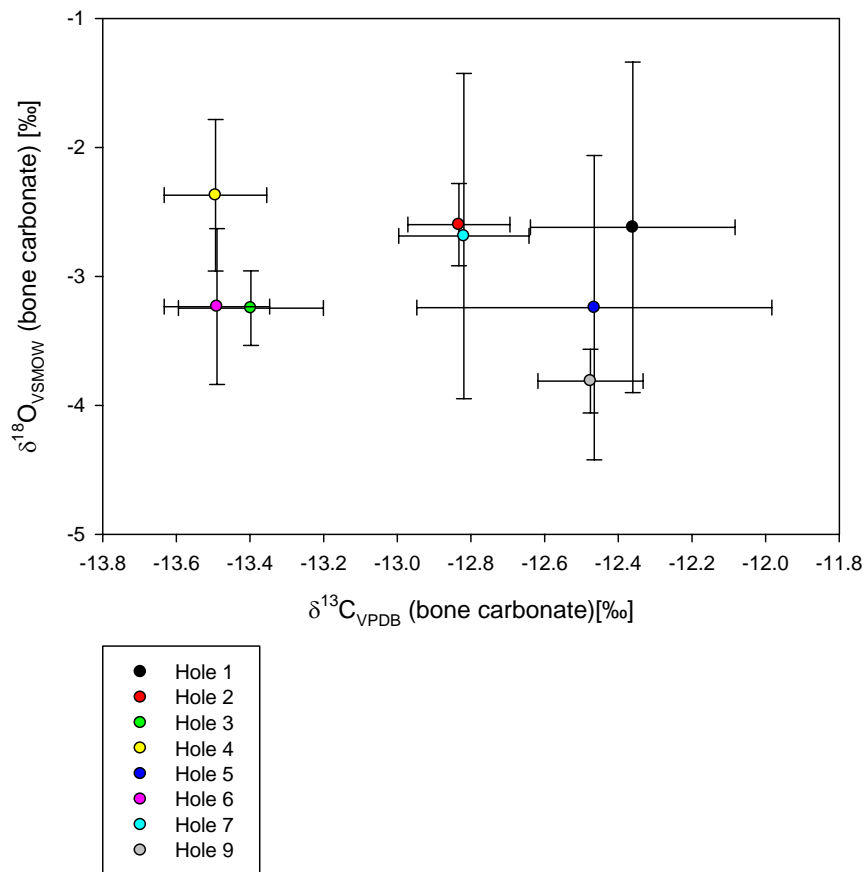 -1
-2
-3
-4
-5
δ18OVSMOW (bone carbonate) [‰]
-13.8 -13.6 -13.4 -13.2 -13.0 -12.8 -12.6 -12.4 -12.2 -12.0 -11.8
δ13CVPDB (bone carbonate)[‰]
Hole 1
Hole 2
Hole 3
Hole 4
Hole 5
Hole 6
Hole 7
Hole 9